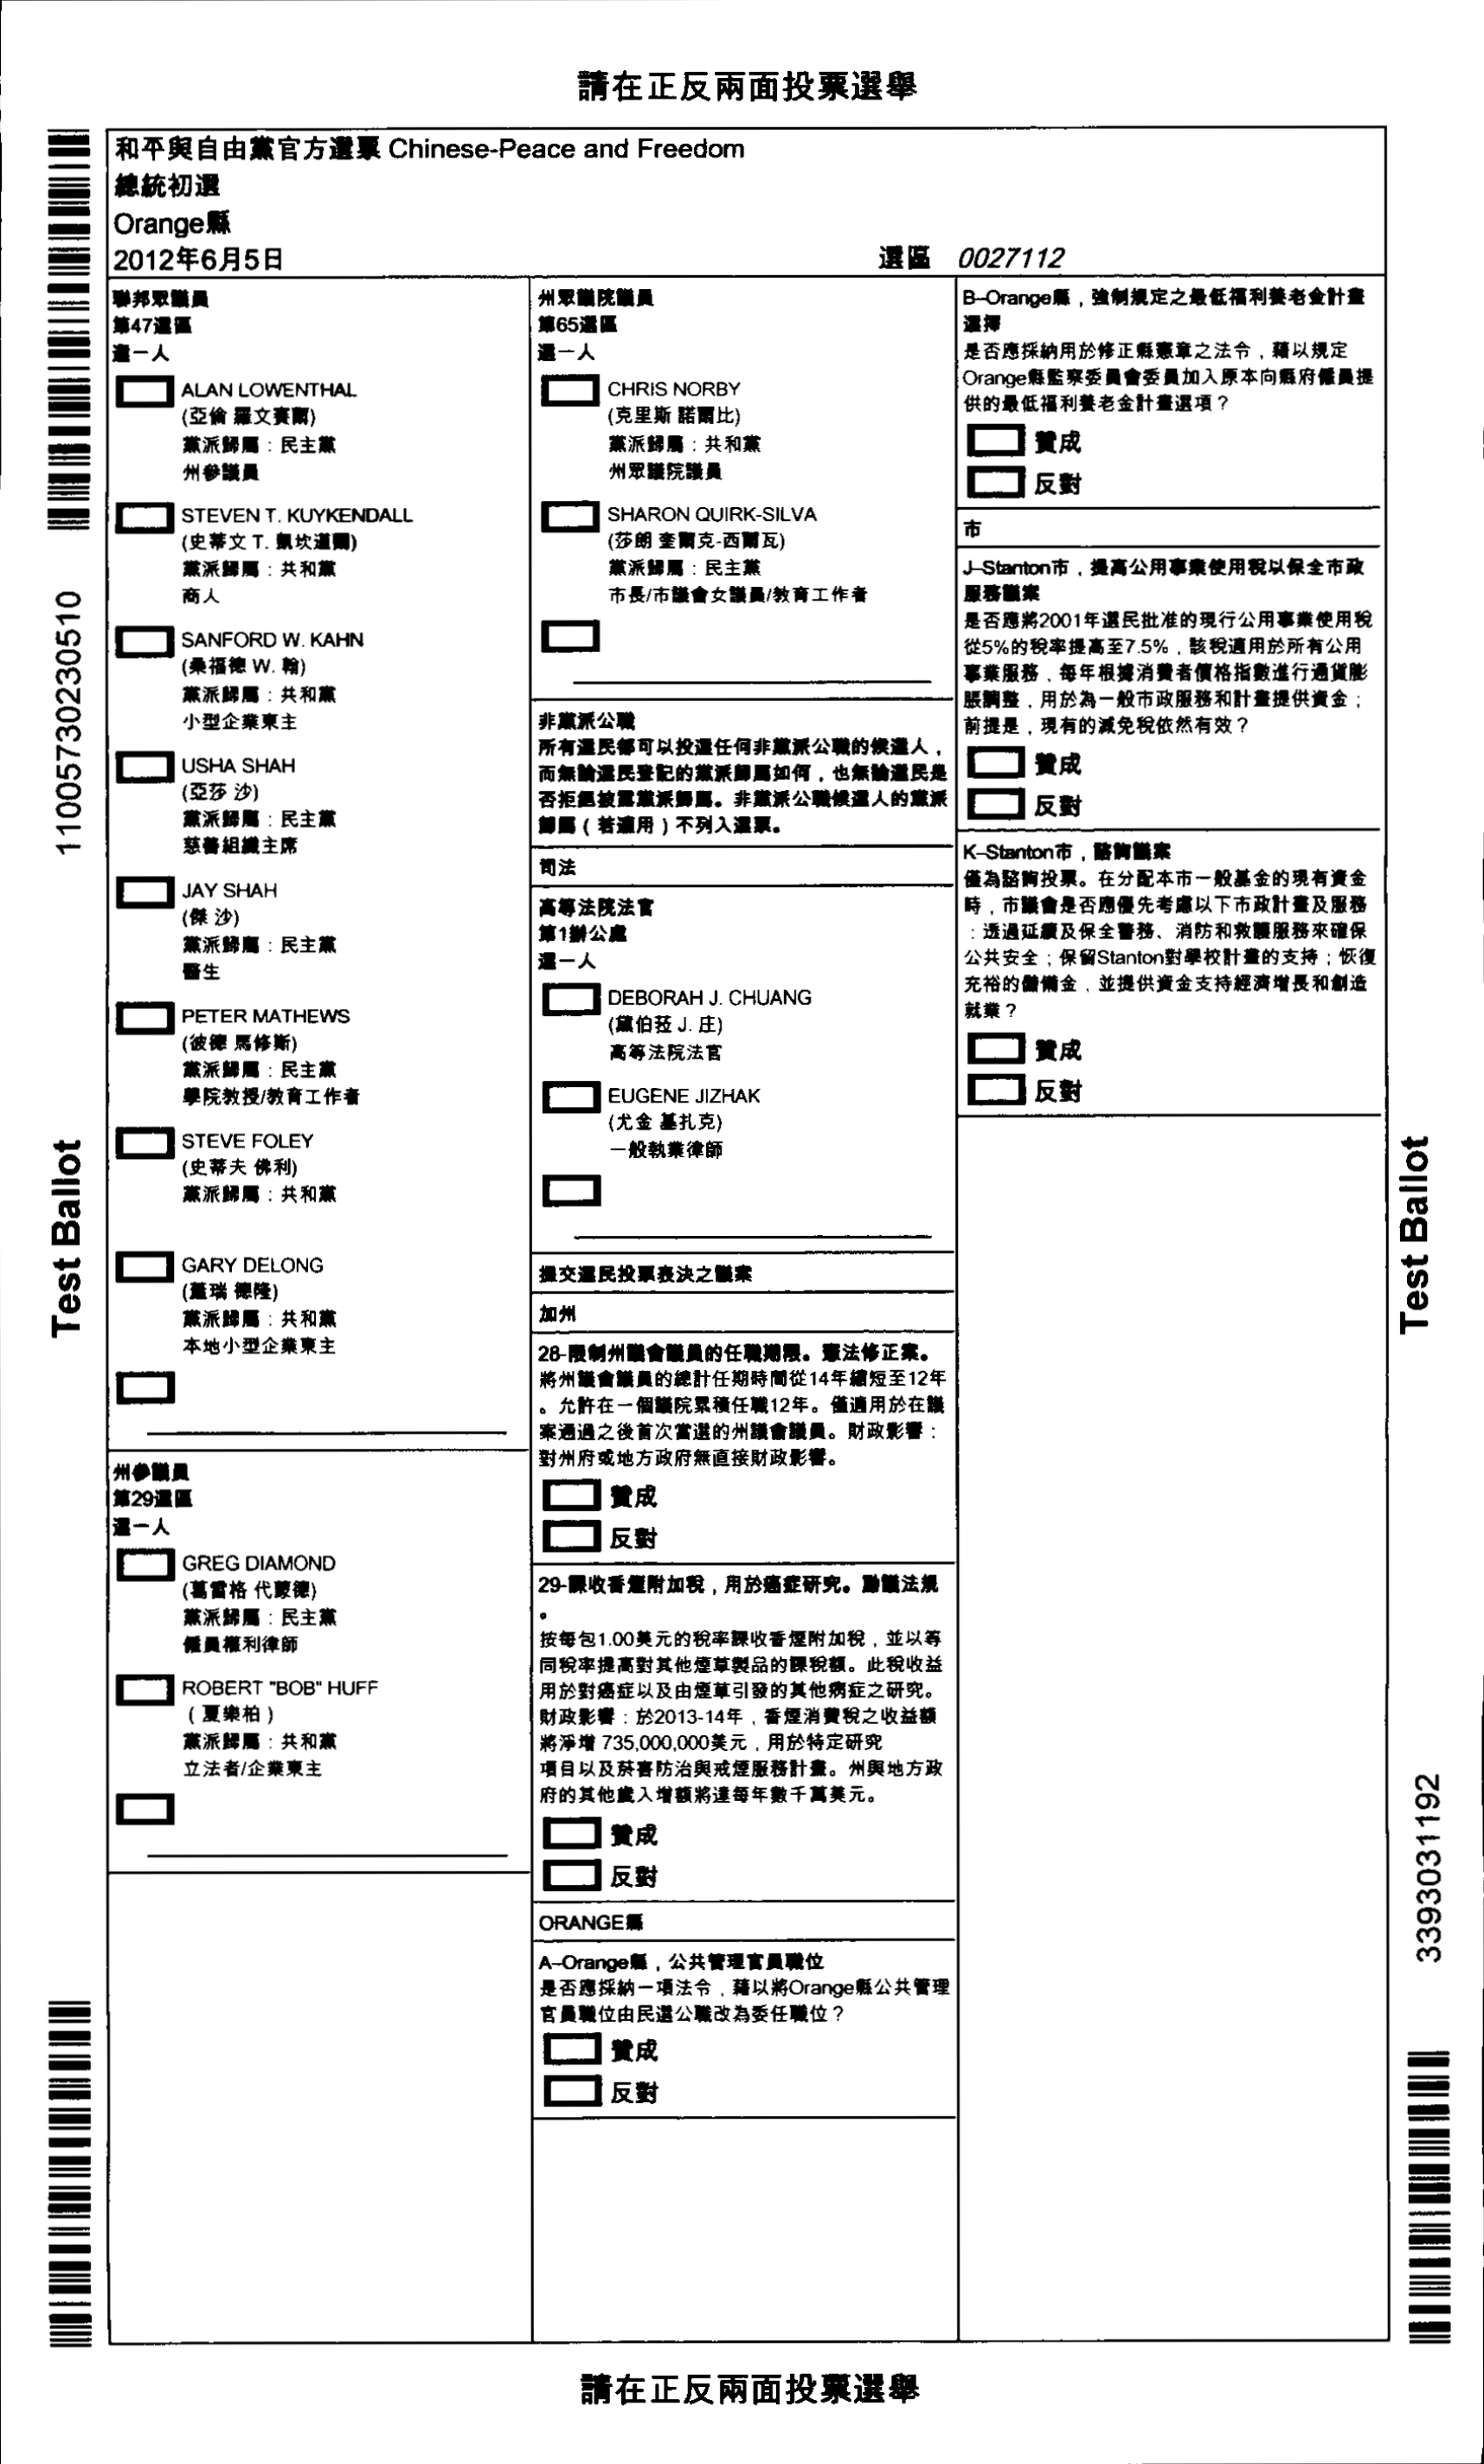 請在正反兩面投票選舉
和平與自由黨官方選票 Chinese-Peace and Freedom
總統初選
Orange縣
2012年6月5日
選區 0027112
11005730230510
Test Ballot
聯邦眾議員
第47選區
選一人
ALAN LOWENTHAL
(亞倫 羅文賽爾)
黨派歸屬：民主黨
州參議員
STEVEN T. KUYKENDALL
(史蒂文 T. 凱坎道爾)
黨派歸屬：共和黨
商人
SANFORD W. KAHN
(桑福德 W. 翰)
黨派歸屬：共和黨
小型企業東主
USHA SHAH
(亞莎 沙)
黨派歸屬：民主黨
慈善組織主席
JAY SHAH
(傑 沙)
黨派歸屬：民主黨
醫生
PETER MATHEWS
(彼德 馬修斯)
黨派歸屬：民主黨
學院教授/教育工作者
STEVE FOLEY
(史蒂夫 佛利)
黨派歸屬：共和黨
GARY DELONG
(蓋瑞 德隆)
黨派歸屬：共和黨
本地小型企業東主
州參議員
第29選區
選一人
GREG DIAMOND
(葛雷格 代蒙德)
黨派歸屬：民主黨
僱員權利律師
ROBERT "BOB" HUFF
(夏樂柏)
黨派歸屬：共和黨
立法者/企業東主
州眾議院議員
第65選區
選一人
CHRIS NORBY
(克里斯 諾爾比)
黨派歸屬：共和黨
州眾議院議員
SHARON QUIRK-SILVA
(莎朗 奎爾克-西爾瓦)
黨派歸屬：民主黨
市長/市議會女議員/教育工作者
非黨派公職
所有選民都可以投選任何非黨派公職的候選人，
而無論選民登記的黨派歸屬如何，也無論選民是
否拒絕披露黨派歸屬。非黨派公職候選人的黨派
歸屬（若適用）不列入選票。
司法
高等法院法官
第1辦公處
選一人
DEBORAH J. CHUANG
(黛伯菈 J. 庄)
高等法院法官
EUGENE JIZHAK
(尤金 基扎克)
一般執業律師
提交選民投票表決之議案
加州
28-限制州議會議員的任職期限。憲法修正案。
將州議會議員的總計任期時間從14年縮短至12年
。允許在一個議院累積任職12年。僅適用於在議
案通過之後首次當選的州議會議員。財政影響：
對州府或地方政府無直接財政影響。
贊成
反對
29-課收香煙附加稅，用於癌症研究。動議法規
。
按每包1.00美元的稅率課收香煙附加稅，並以等
同稅率提高對其他煙草製品的課稅額。此稅收益
用於對癌症以及由煙草引發的其他病症之研究。
財政影響：於2013-14年，香煙消費稅之收益額
將淨增 735,000,000美元，用於特定研究
項目以及菸害防治與戒煙服務計畫。州與地方政
府的其他歲入增額將達每年數千萬美元。
贊成
反對
ORANGE縣
A–Orange縣，公共管理官員職位
是否應採納一項法令，藉以將Orange縣公共管理
官員職位由民選公職改為委任職位？
贊成
反對
B–Orange縣，強制規定之最低福利養老金計畫
選擇
是否應採納用於修正縣憲章之法令，藉以規定
Orange縣監察委員會委員加入原本向縣府僱員提
供的最低福利養老金計畫選項？
贊成
反對
市
J–Stanton市，提高公用事業使用稅以保全市政
服務議案
是否應將2001年選民批准的現行公用事業使用稅
從5%的稅率提高至7.5%，該稅適用於所有公用
事業服務，每年根據消費者價格指數進行通貨膨
脹調整，用於為一般市政服務和計畫提供資金；
前提是，現有的減免稅依然有效？
贊成
反對
K–Stanton市，諮詢議案
僅為諮詢投票。在分配本市一般基金的現有資金
時，市議會是否應優先考慮以下市政計畫及服務
：透過延續及保全警務、消防和救護服務來確保
公共安全；保留Stanton對學校計畫的支持；恢復
充裕的儲備金，並提供資金支持經濟增長和創造
就業？
贊成
反對
Test Ballot
3393031192
請在正反兩面投票選舉